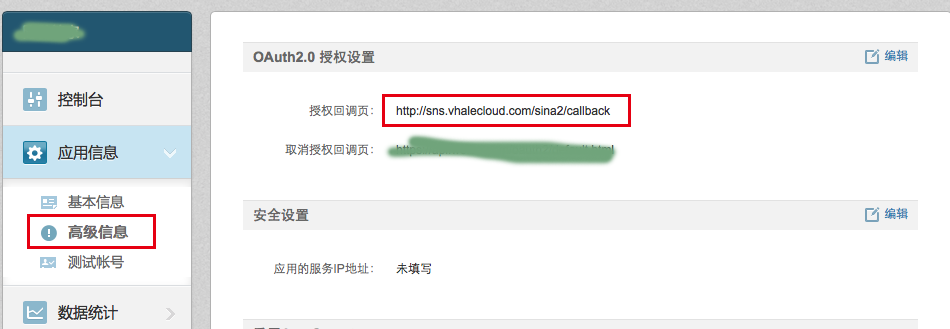 控制台
应用信息
基本信息
高级信息
测试帐号
数据统计
OAuth2.0 授权设置
编辑
授权回调页: http://sns.vhalecloud.com/sina2/callback
取消授权回调页:
安全设置
编辑
应用的服务IP地址: 未填写